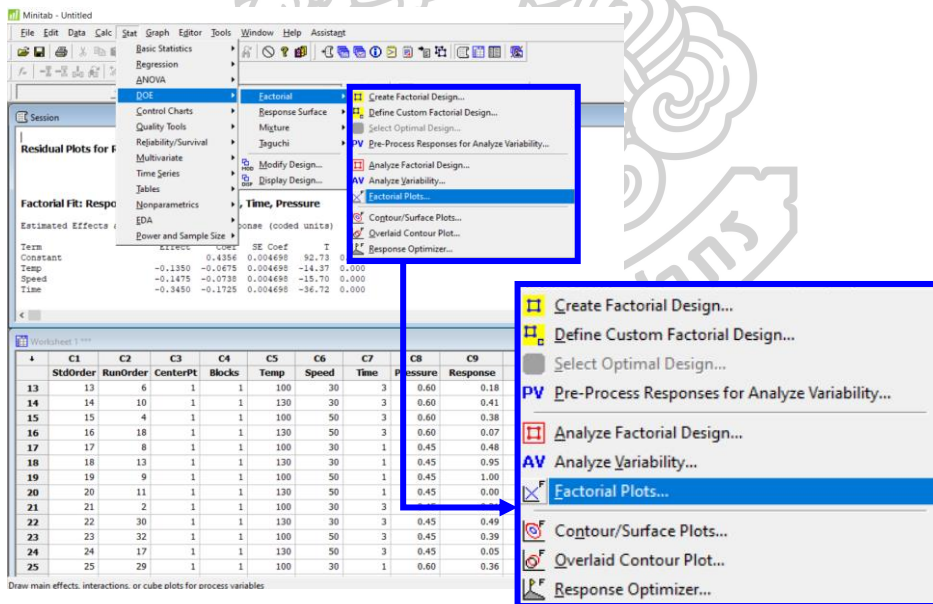 Minitab - Untitled
File Edit Data Calc Stat Graph Editor Tools Window Help Assistant
Basic Statistics
Regression
ANOVA
DOE
Control Charts
Quality Tools
Reliability/Survival
Multivariate
Time Series
Tables
Nonparametrics
EDA
Power and Sample Size
Factorial
Response Surface
Mixture
Taguchi
MOD Modify Design...
DOP Display Design...
Create Factorial Design...
Define Custom Factorial Design...
Select Optimal Design...
PV Pre-Process Responses for Analyze Variability...
Analyze Factorial Design...
AV Analyze Variability...
Factorial Plots...
Contour/Surface Plots...
Overlaid Contour Plot...
Response Optimizer...
Session
Residual Plots for
Factorial Fit: Respo , Time, Pressure
Estimated Effects onse (coded units)
Term Effect Coef SE Coef T
Constant 0.4356 0.004698 92.73
Temp -0.1350 -0.0675 0.004698 -14.37 0.000
Speed -0.1475 -0.0738 0.004698 -15.70 0.000
Time -0.3450 -0.1725 0.004698 -36.72 0.000
Worksheet 1 ***
C1 C2 C3 C4 C5 C6 C7 C8 C9
StdOrder RunOrder CenterPt Blocks Temp Speed Time Pressure Response
13 13 6 1 1 100 30 3 0.60 0.18
14 14 10 1 1 130 30 3 0.60 0.41
15 15 4 1 1 100 50 3 0.60 0.38
16 16 18 1 1 130 50 3 0.60 0.07
17 17 8 1 1 100 30 1 0.45 0.48
18 18 13 1 1 130 30 1 0.45 0.95
19 19 9 1 1 100 50 1 0.45 1.00
20 20 11 1 1 130 50 1 0.45 0.00
21 21 2 1 1 100 30 3
22 22 30 1 1 130 30 3 0.45 0.49
23 23 32 1 1 100 50 3 0.45 0.39
24 24 17 1 1 130 50 3 0.45 0.05
25 25 29 1 1 100 30 1 0.60 0.36
Draw main effects, interactions, or cube plots for process variables
Create Factorial Design...
Define Custom Factorial Design...
Select Optimal Design...
PV Pre-Process Responses for Analyze Variability...
Analyze Factorial Design...
AV Analyze Variability...
Factorial Plots...
Contour/Surface Plots...
Overlaid Contour Plot...
Response Optimizer...